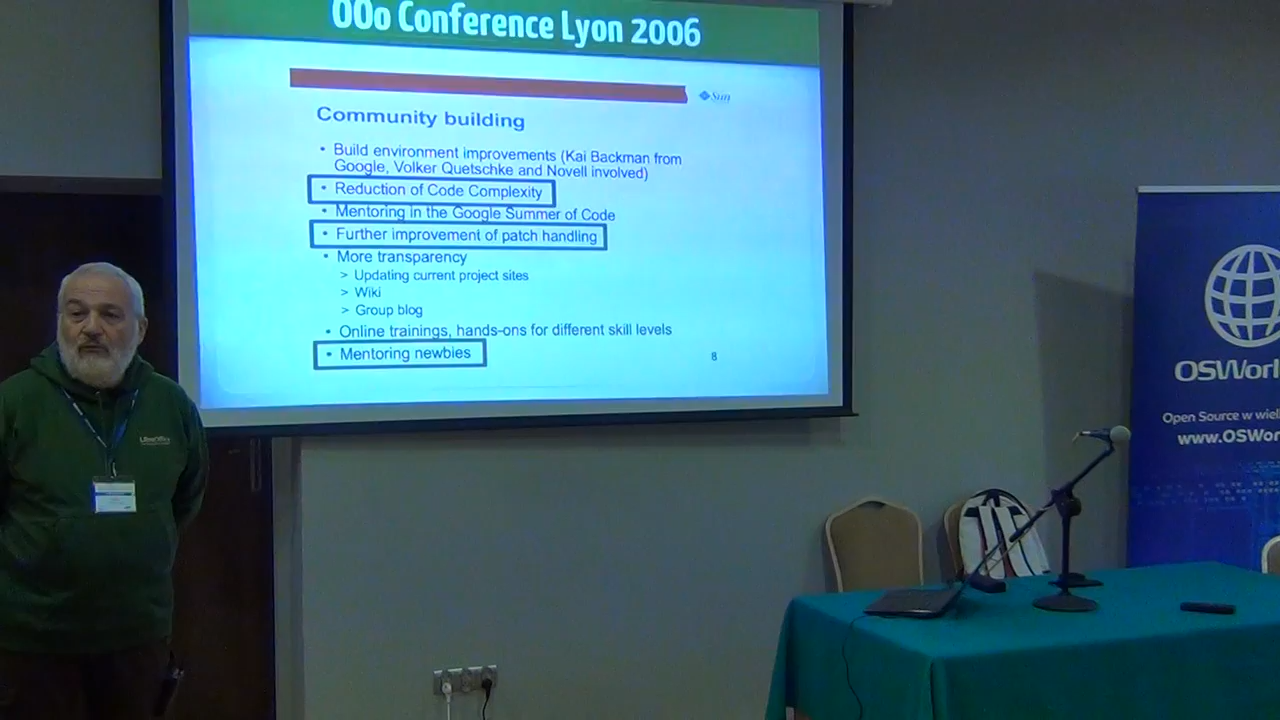 OOo Conference Lyon 2006
Sun
Community building
• Build environment improvements (Kai Backman from
Google, Volker Quetschke and Novell involved)
• Reduction of Code Complexity
• Mentoring in the Google Summer of Code
• Further improvement of patch handling
• More transparency
> Updating current project sites
> Wiki
> Group blog
• Online trainings, hands-on for different skill levels
• Mentoring newbies
8
OSWorl
Open Source w wiel
www.OSWor